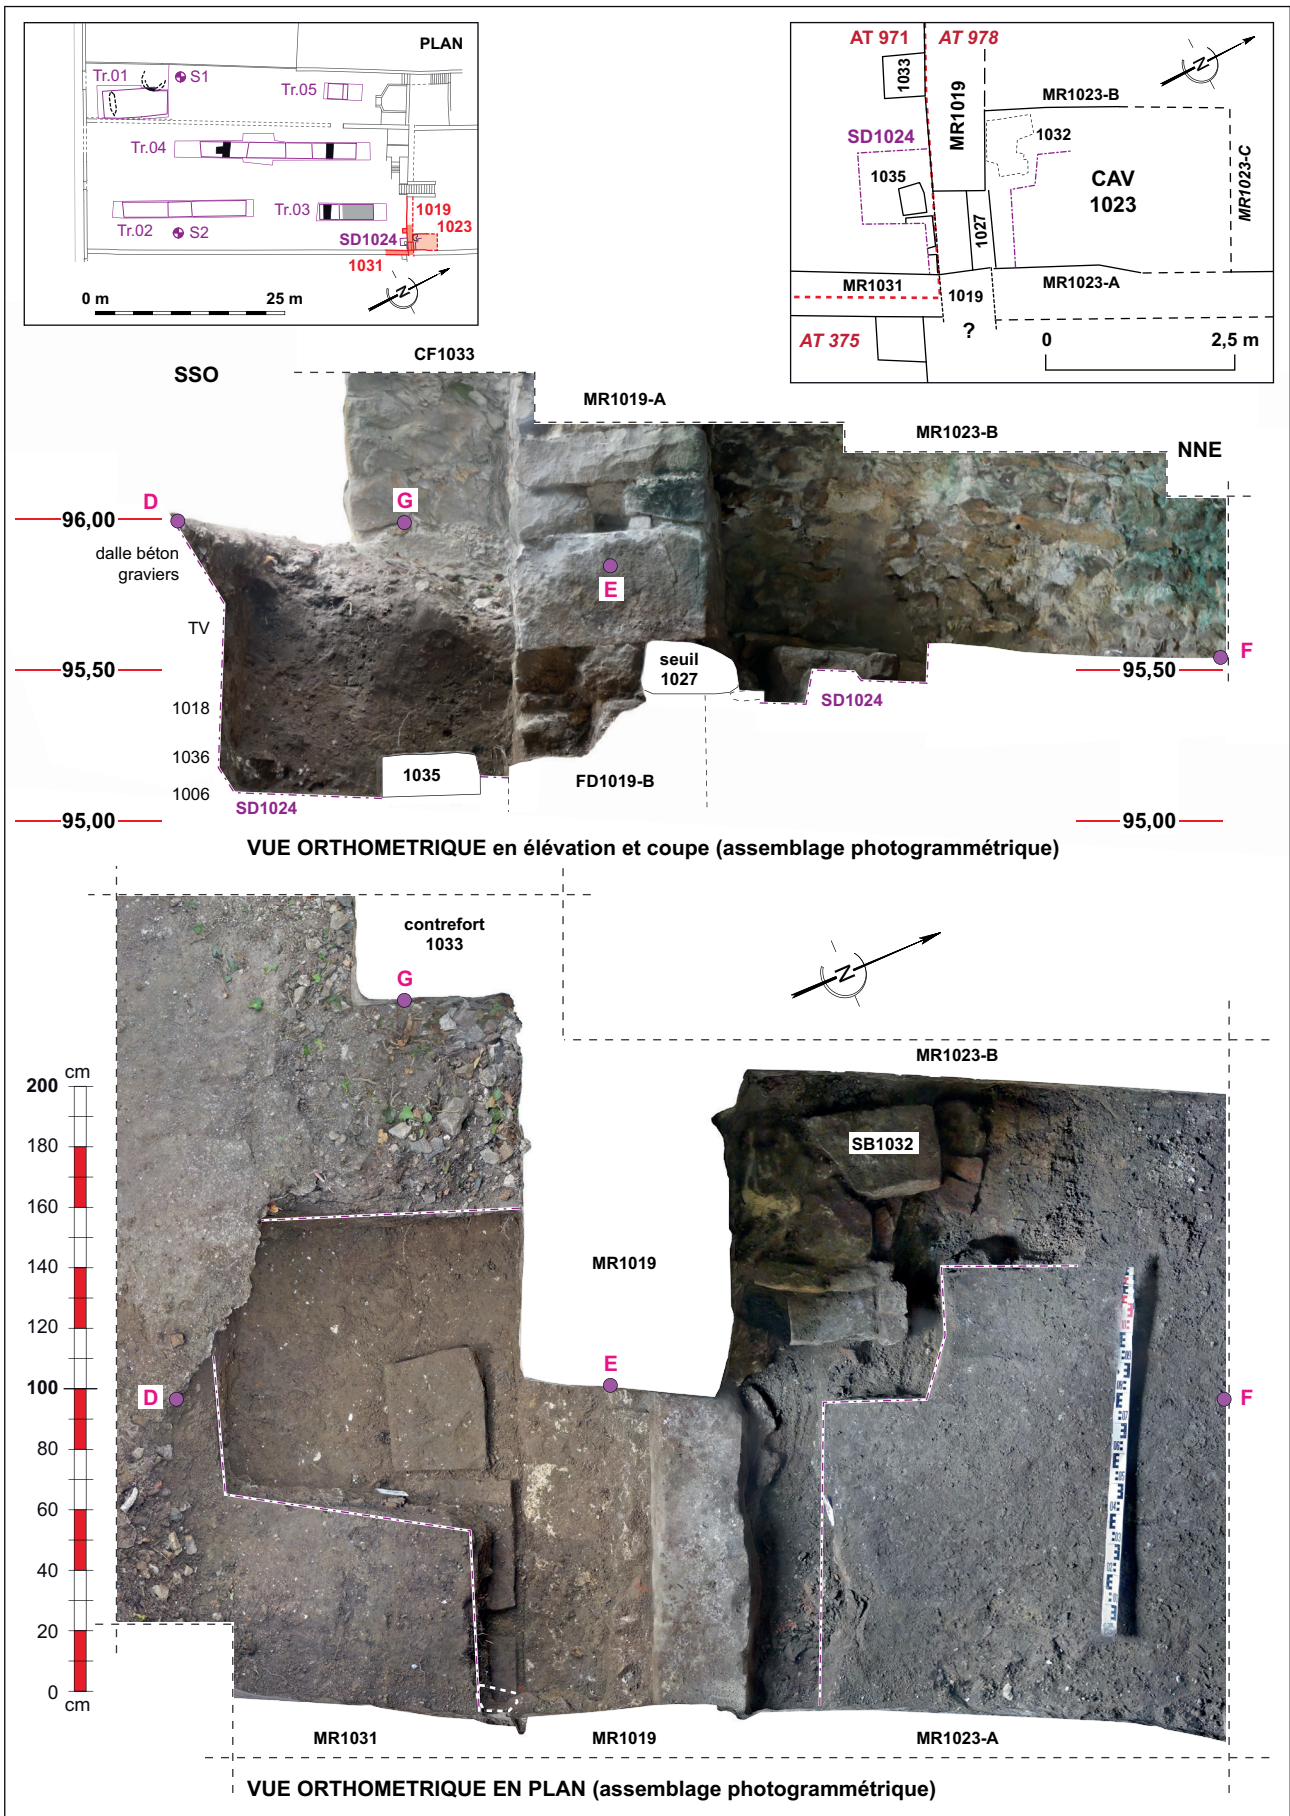 PLAN
Tr.01
S1
Tr.05
Tr.04
Tr.02
S2
Tr.03
1019
1023
SD1024
1031
0 m
25 m
N
AT 971
AT 978
1033
MR1019
MR1023-B
SD1024
1032
1035
CAV
1023
MR1023-C
1027
MR1031
1019
MR1023-A
?
AT 375
0
2,5 m
N
SSO
CF1033
MR1019-A
MR1023-B
NNE
D
G
96,00
dalle béton
graviers
E
TV
95,50
seuil
1027
F
95,50
1018
SD1024
1036
1035
1006
FD1019-B
SD1024
95,00
95,00
VUE ORTHOMETRIQUE en élévation et coupe (assemblage photogrammétrique)
contrefort
1033
G
N
MR1023-B
cm
200
180
160
140
120
100
80
60
40
20
0
cm
SB1032
MR1019
E
D
F
MR1031
MR1019
MR1023-A
VUE ORTHOMETRIQUE EN PLAN (assemblage photogrammétrique)